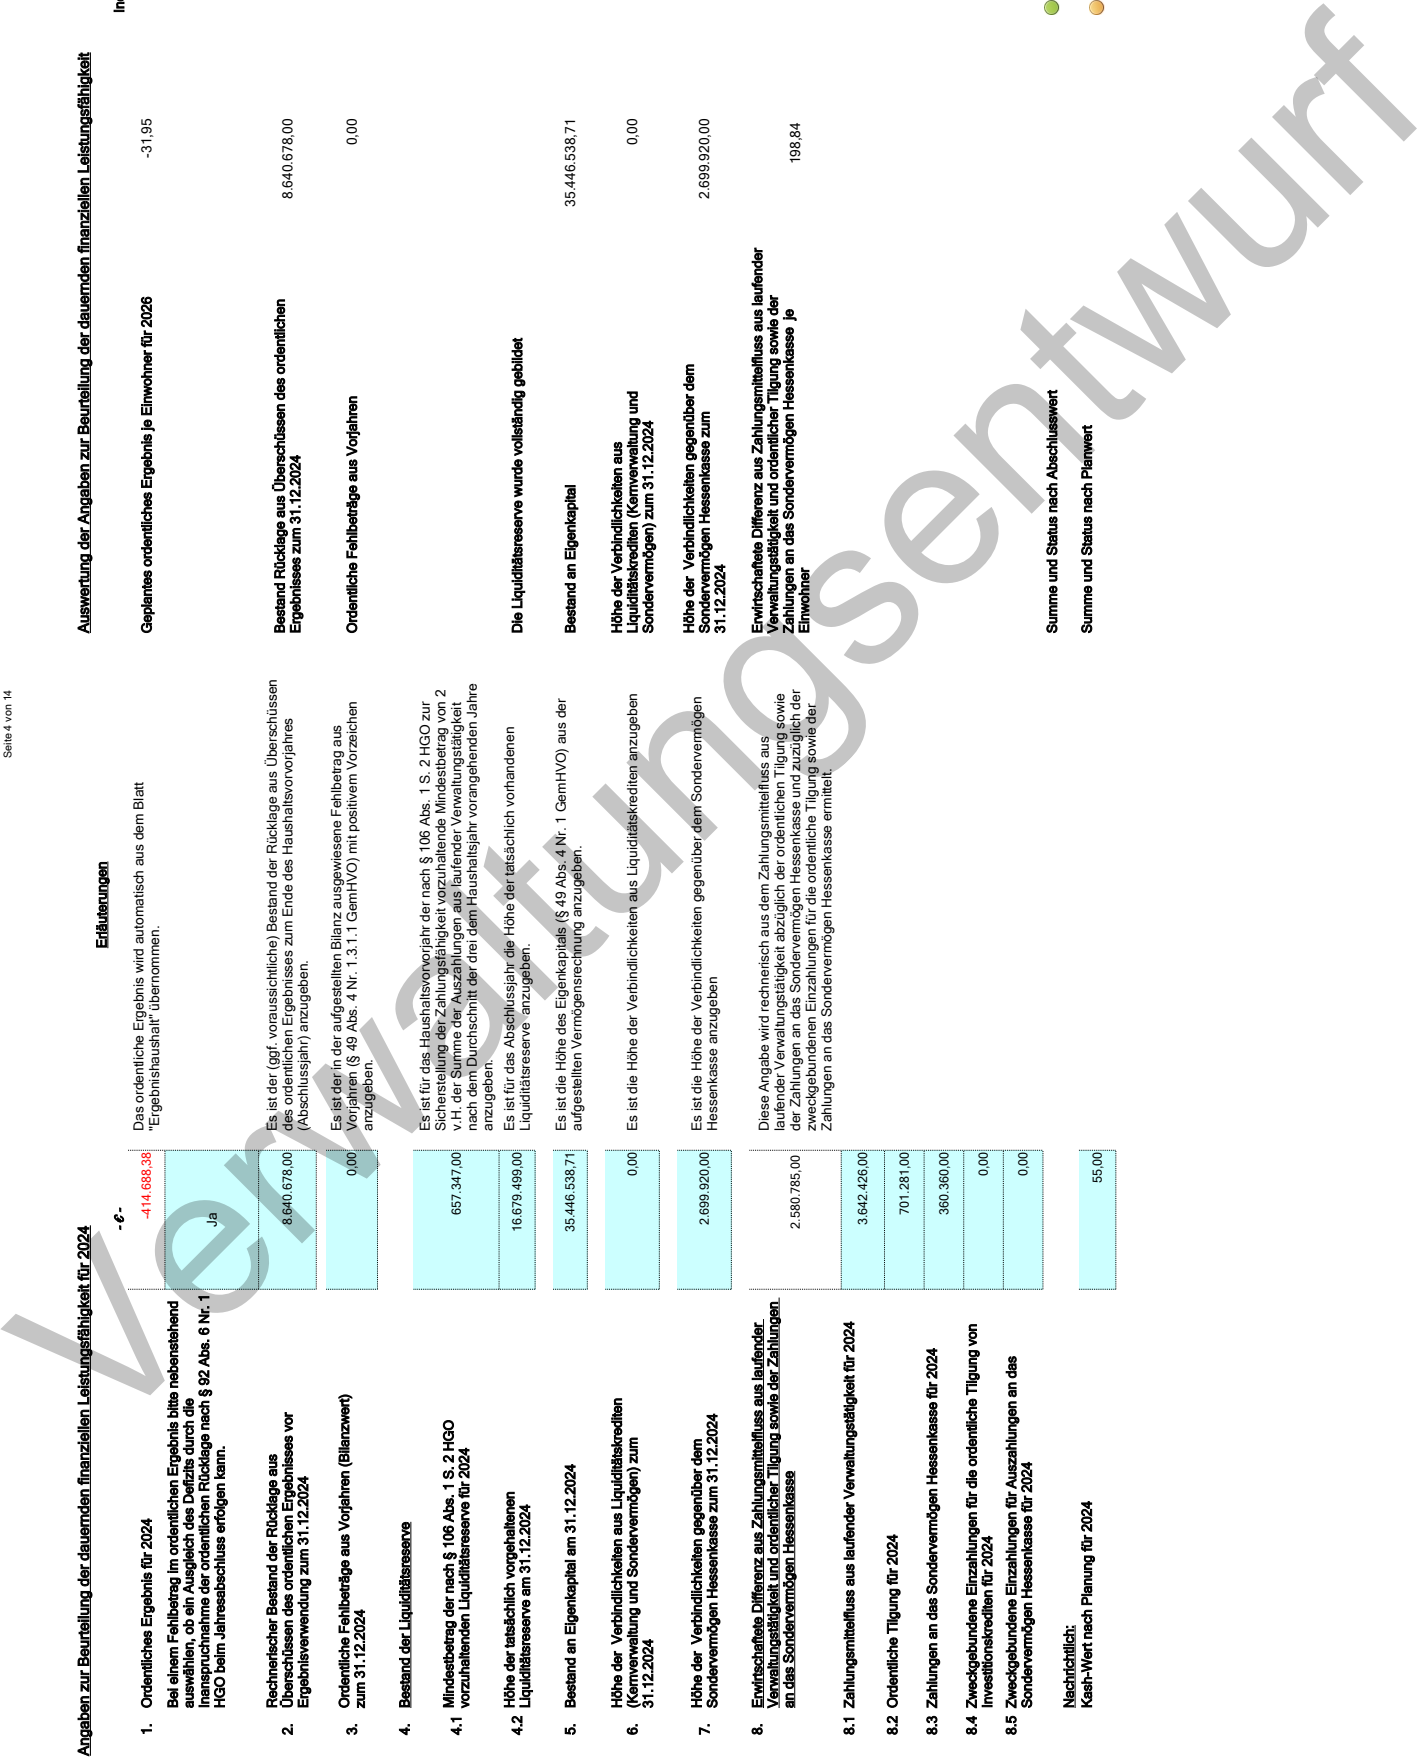 Seite 4 von 14
Angaben zur Beurteilung der dauernden finanziellen Leistungsfähigkeit für 2024
- € -
Erläuterungen
Auswertung der Angaben zur Beurteilung der dauernden finanziellen Leistungsfähigkeit
1. Ordentliches Ergebnis für 2024
-414.688,38
Das ordentliche Ergebnis wird automatisch aus dem Blatt
"Ergebnishaushalt" übernommen.
Geplantes ordentliches Ergebnis je Einwohner für 2026
-31,95
Bei einem Fehlbetrag im ordentlichen Ergebnis bitte nebenstehend
auswählen, ob ein Ausgleich des Defizits durch die
Inanspruchnahme der ordentlichen Rücklage nach § 92 Abs. 6 Nr. 1
HGO beim Jahresabschluss erfolgen kann.
Ja
2. Rechnerischer Bestand der Rücklage aus
Überschüssen des ordentlichen Ergebnisses vor
Ergebnisverwendung zum 31.12.2024
8.640.678,00
Es ist der (ggf. voraussichtliche) Bestand der Rücklage aus Überschüssen
des ordentlichen Ergebnisses zum Ende des Haushaltsvorvorjahres
(Abschlussjahr) anzugeben.
Bestand Rücklage aus Überschüssen des ordentlichen
Ergebnisses zum 31.12.2024
8.640.678,00
3. Ordentliche Fehlbeträge aus Vorjahren (Bilanzwert)
zum 31.12.2024
0,00
Es ist der in der aufgestellten Bilanz ausgewiesene Fehlbetrag aus
Vorjahren (§ 49 Abs. 4 Nr. 1.3.1.1 GemHVO) mit positivem Vorzeichen
anzugeben.
Ordentliche Fehlbeträge aus Vorjahren
0,00
4. Bestand der Liquiditätsreserve
4.1 Mindestbetrag der nach § 106 Abs. 1 S. 2 HGO
vorzuhaltenden Liquiditätsreserve für 2024
657.347,00
Es ist für das Haushaltsvorvorjahr der nach § 106 Abs. 1 S. 2 HGO zur
Sicherstellung der Zahlungsfähigkeit vorzuhaltende Mindestbetrag von 2
v.H. der Summe der Auszahlungen aus laufender Verwaltungstätigkeit
nach dem Durchschnitt der drei dem Haushaltsjahr vorangehenden Jahre
anzugeben.
4.2 Höhe der tatsächlich vorgehaltenen
Liquiditätsreserve am 31.12.2024
16.679.499,00
Es ist für das Abschlussjahr die Höhe der tatsächlich vorhandenen
Liquiditätsreserve anzugeben.
Die Liquiditätsreserve wurde vollständig gebildet
5. Bestand an Eigenkapital am 31.12.2024
35.446.538,71
Es ist die Höhe des Eigenkapitals (§ 49 Abs. 4 Nr. 1 GemHVO) aus der
aufgestellten Vermögensrechnung anzugeben.
Bestand an Eigenkapital
35.446.538,71
6. Höhe der Verbindlichkeiten aus Liquiditätskrediten
(Kernverwaltung und Sondervermögen) zum
31.12.2024
0,00
Es ist die Höhe der Verbindlichkeiten aus Liquiditätskrediten anzugeben
Höhe der Verbindlichkeiten aus
Liquiditätskrediten (Kernverwaltung und
Sondervermögen) zum 31.12.2024
0,00
7. Höhe der Verbindlichkeiten gegenüber dem
Sondervermögen Hessenkasse zum 31.12.2024
2.699.920,00
Es ist die Höhe der Verbindlichkeiten gegenüber dem Sondervermögen
Hessenkasse anzugeben
Höhe der Verbindlichkeiten gegenüber dem
Sondervermögen Hessenkasse zum
31.12.2024
2.699.920,00
8. Erwirtschaftete Differenz aus Zahlungsmittelfluss aus laufender
Verwaltungstätigkeit und ordentlicher Tilgung sowie der Zahlungen
an das Sondervermögen Hessenkasse
2.580.785,00
Diese Angabe wird rechnerisch aus dem Zahlungsmittelfluss aus
laufender Verwaltungstätigkeit abzüglich der ordentlichen Tilgung sowie
der Zahlungen an das Sondervermögen Hessenkasse und zuzüglich der
zweckgebundenen Einzahlungen für die ordentliche Tilgung sowie der
Zahlungen an das Sondervermögen Hessenkasse ermittelt.
Erwirtschaftete Differenz aus Zahlungsmittelfluss aus laufender
Verwaltungstätigkeit und ordentlicher Tilgung sowie der
Zahlungen an das Sondervermögen Hessenkasse je
Einwohner
198,84
8.1 Zahlungsmittelfluss aus laufender Verwaltungstätigkeit für 2024
3.642.426,00
8.2 Ordentliche Tilgung für 2024
701.281,00
8.3 Zahlungen an das Sondervermögen Hessenkasse für 2024
360.360,00
8.4 Zweckgebundene Einzahlungen für die ordentliche Tilgung von
Investitionskrediten für 2024
0,00
8.5 Zweckgebundene Einzahlungen für Auszahlungen an das
Sondervermögen Hessenkasse für 2024
0,00
Summe und Status nach Abschlusswert
Nachrichtlich:
Kash-Wert nach Planung für 2024
55,00
Summe und Status nach Planwert
Verwaltungsentwurf